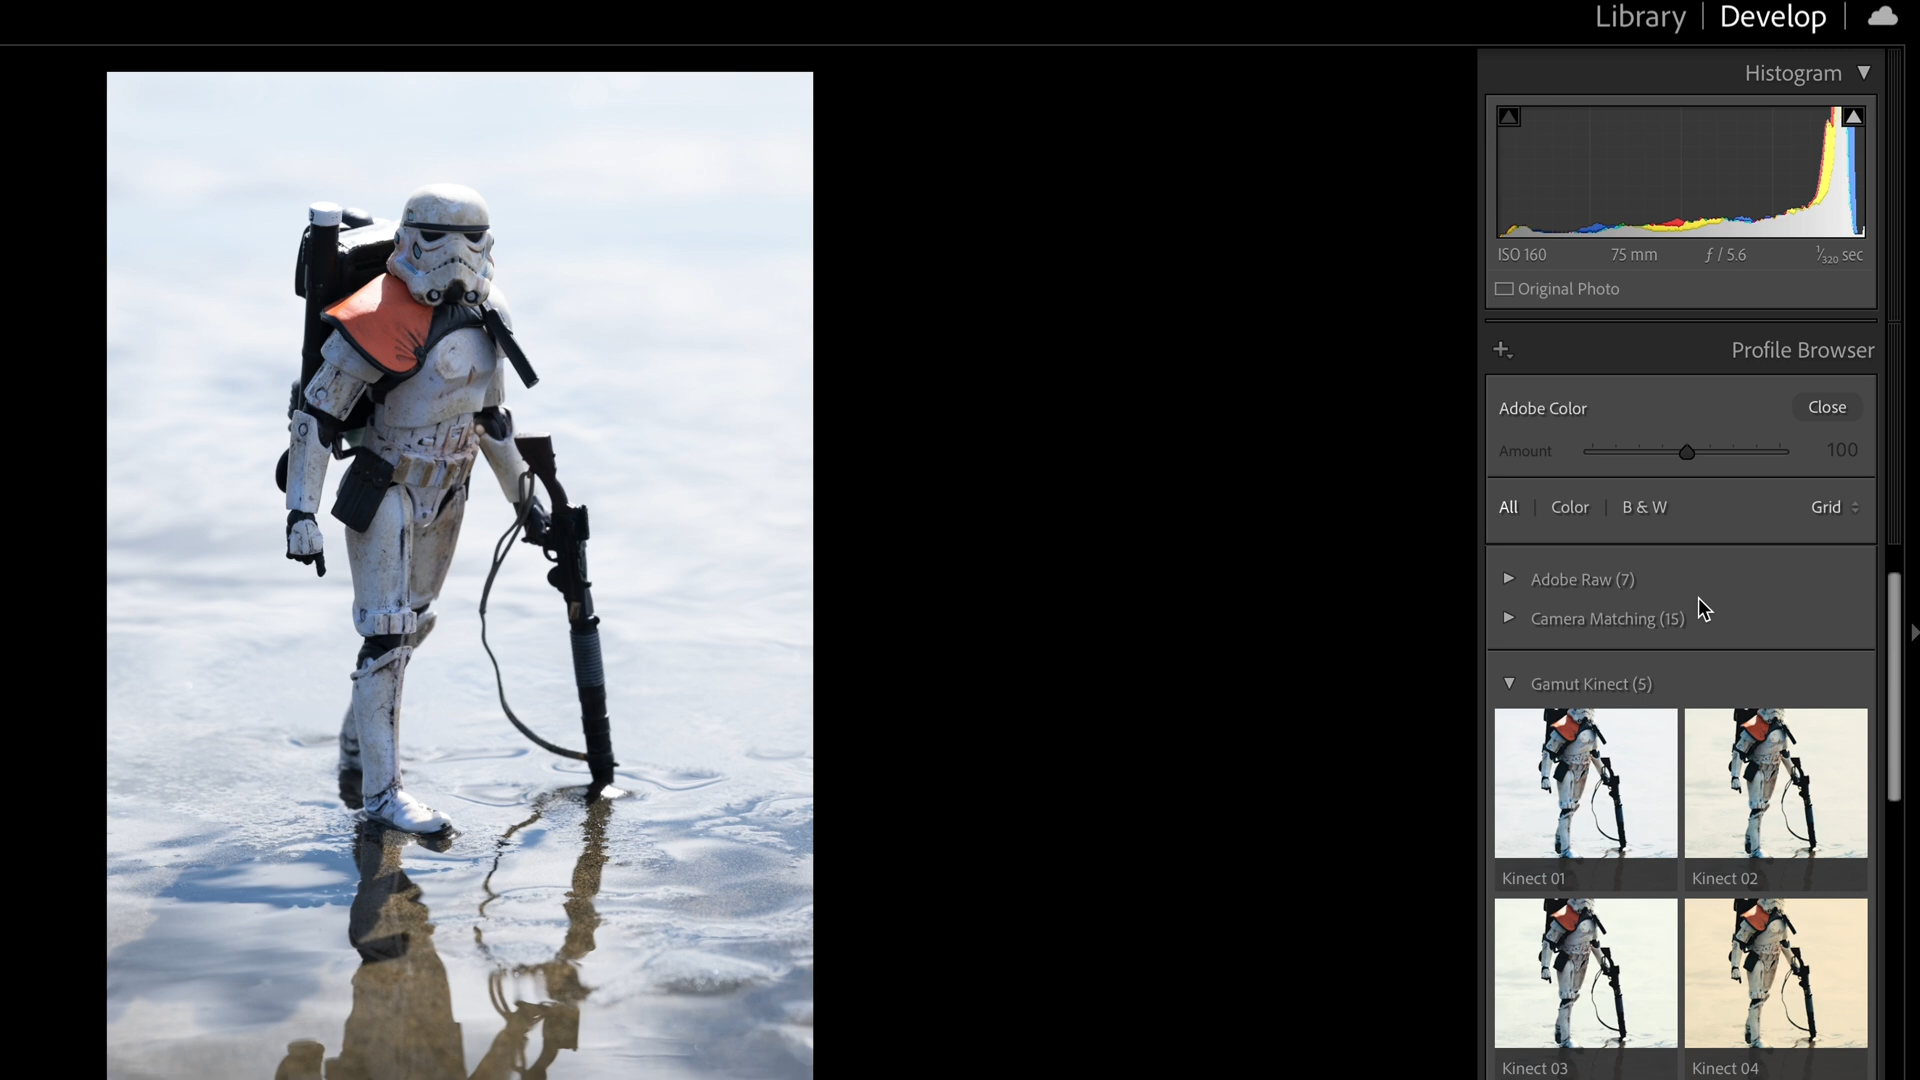 Library | Develop |
Histogram
ISO 160 75 mm ƒ / 5.6 1/320 sec
Original Photo
Profile Browser
Adobe Color Close
Amount 100
All | Color | B & W Grid
Adobe Raw (7)
Camera Matching (15)
Gamut Kinect (5)
Kinect 01 Kinect 02
Kinect 03 Kinect 04